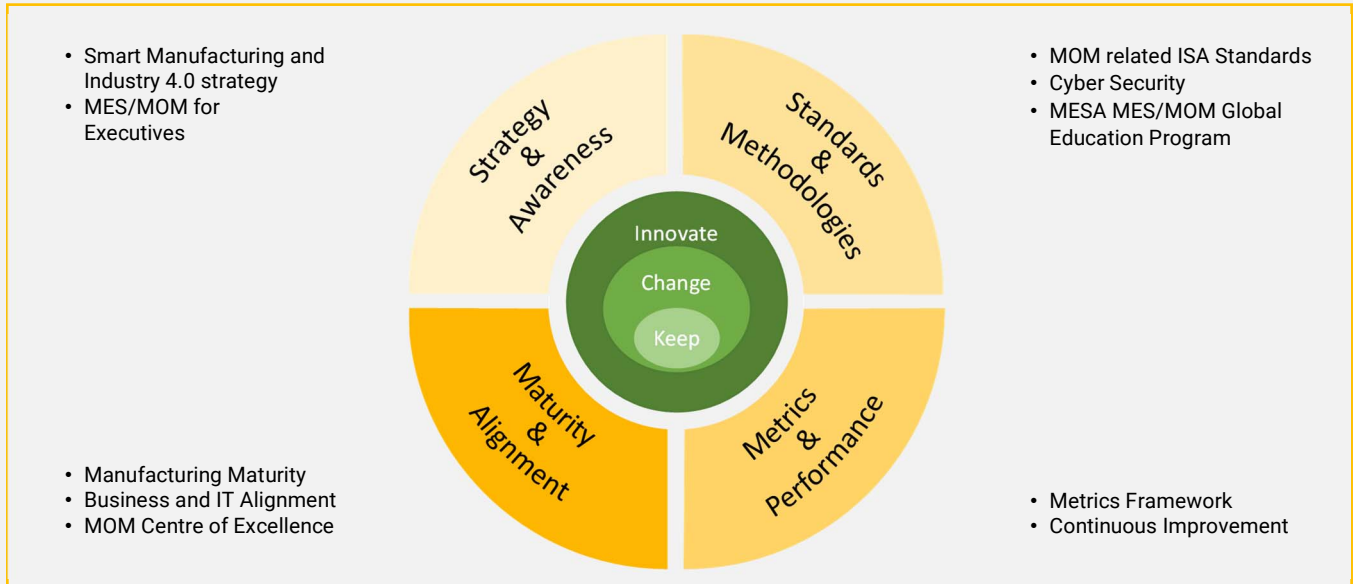 • Smart Manufacturing and
Industry 4.0 strategy
• MES/MOM for
Executives
• MOM related ISA Standards
• Cyber Security
• MESA MES/MOM Global
Education Program
Strategy
&
Awareness
Standards
&
Methodologies
Innovate
Change
Keep
Maturity
&
Alignment
Metrics
&
Performance
• Manufacturing Maturity
• Business and IT Alignment
• MOM Centre of Excellence
• Metrics Framework
• Continuous Improvement